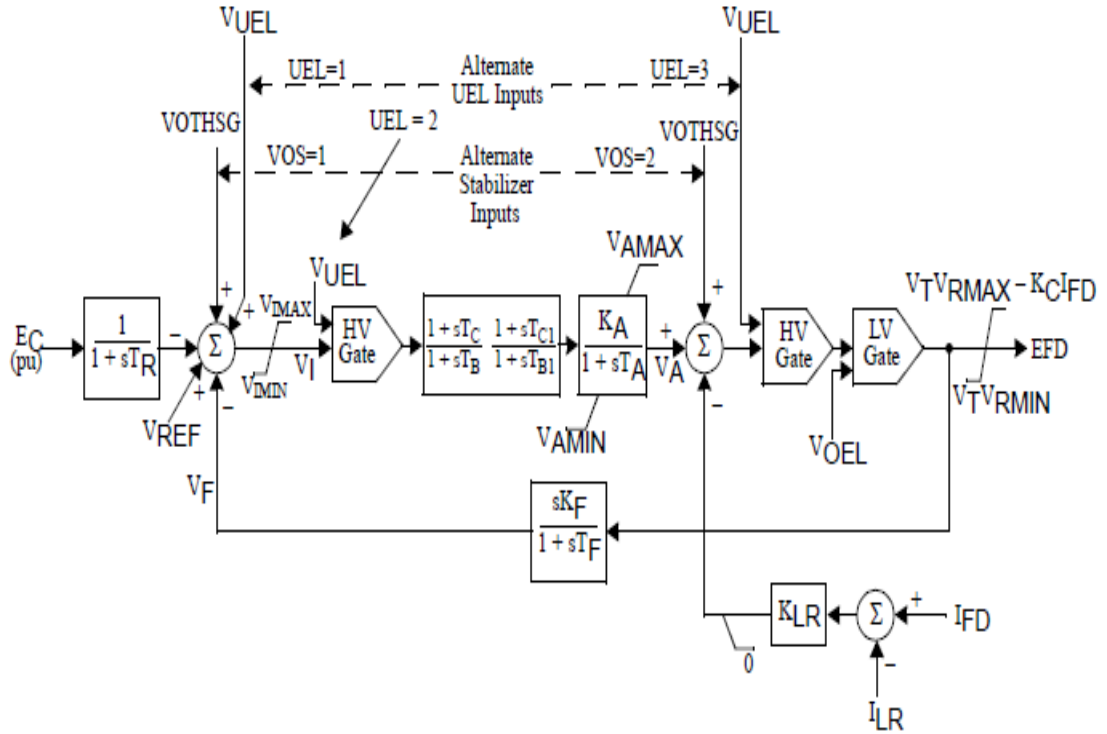 VUEL
VUEL
UEL=1
Alternate
UEL Inputs
UEL=3
VOTHSG
UEL = 2
VOTHSG
VOS=1
Alternate
Stabilizer
Inputs
VOS=2
VUEL
VAMAX
VTVRMAX – KCIFD
EC
(pu)
1
1 + sTR
–
+
+
Σ
+
–
VIMAX
VIMIN
VI
HV
Gate
1 + sTC
1 + sTB
1 + sTC1
1 + sTB1
KA
1 + sTA
+
VA
+
Σ
–
HV
Gate
LV
Gate
EFD
VTVRMIN
VREF
VAMIN
VOEL
VF
sKF
1 + sTF
0
KLR
Σ
+
IFD
–
ILR